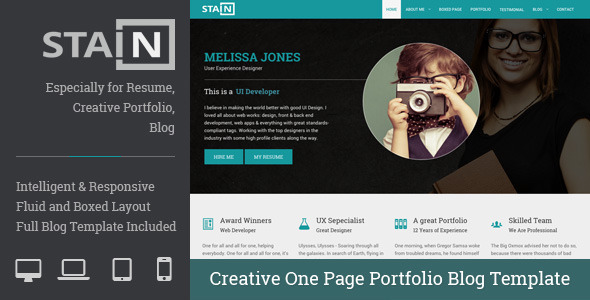 STAIN
Especially for Resume,
Creative Portfolio,
Blog
Intelligent & Responsive
Fluid and Boxed Layout
Full Blog Template Included
STAIN
HOME ABOUT ME BOXED PAGE PORTFOLIO TESTIMONIAL BLOG CONTACT
MELISSA JONES
User Experience Designer
This is a UI Developer
I believe in making the world better with good UI Design. I
loved all about web works: design, front & back end
development, web apps & everything with great standards-
compliant tags. Working with the top designers in the
industry with some high profile clients along the way.
HIRE ME MY RESUME
Award Winners
Web Developer
One for all and all for one, helping
everybody. One for all and all for one, it's
UX Sepecialist
Great Designer
Ulysses, Ulysses - Soaring through all
the galaxies. In search of Earth, flying in
A great Portfolio
12 Years of Experience
One morning, when Gregor Samsa woke
from troubled dreams, he found himself
Skilled Team
We Are Professional
The Big Oxmox advised her not to do so,
because there were thousands of bad
Creative One Page Portfolio Blog Template